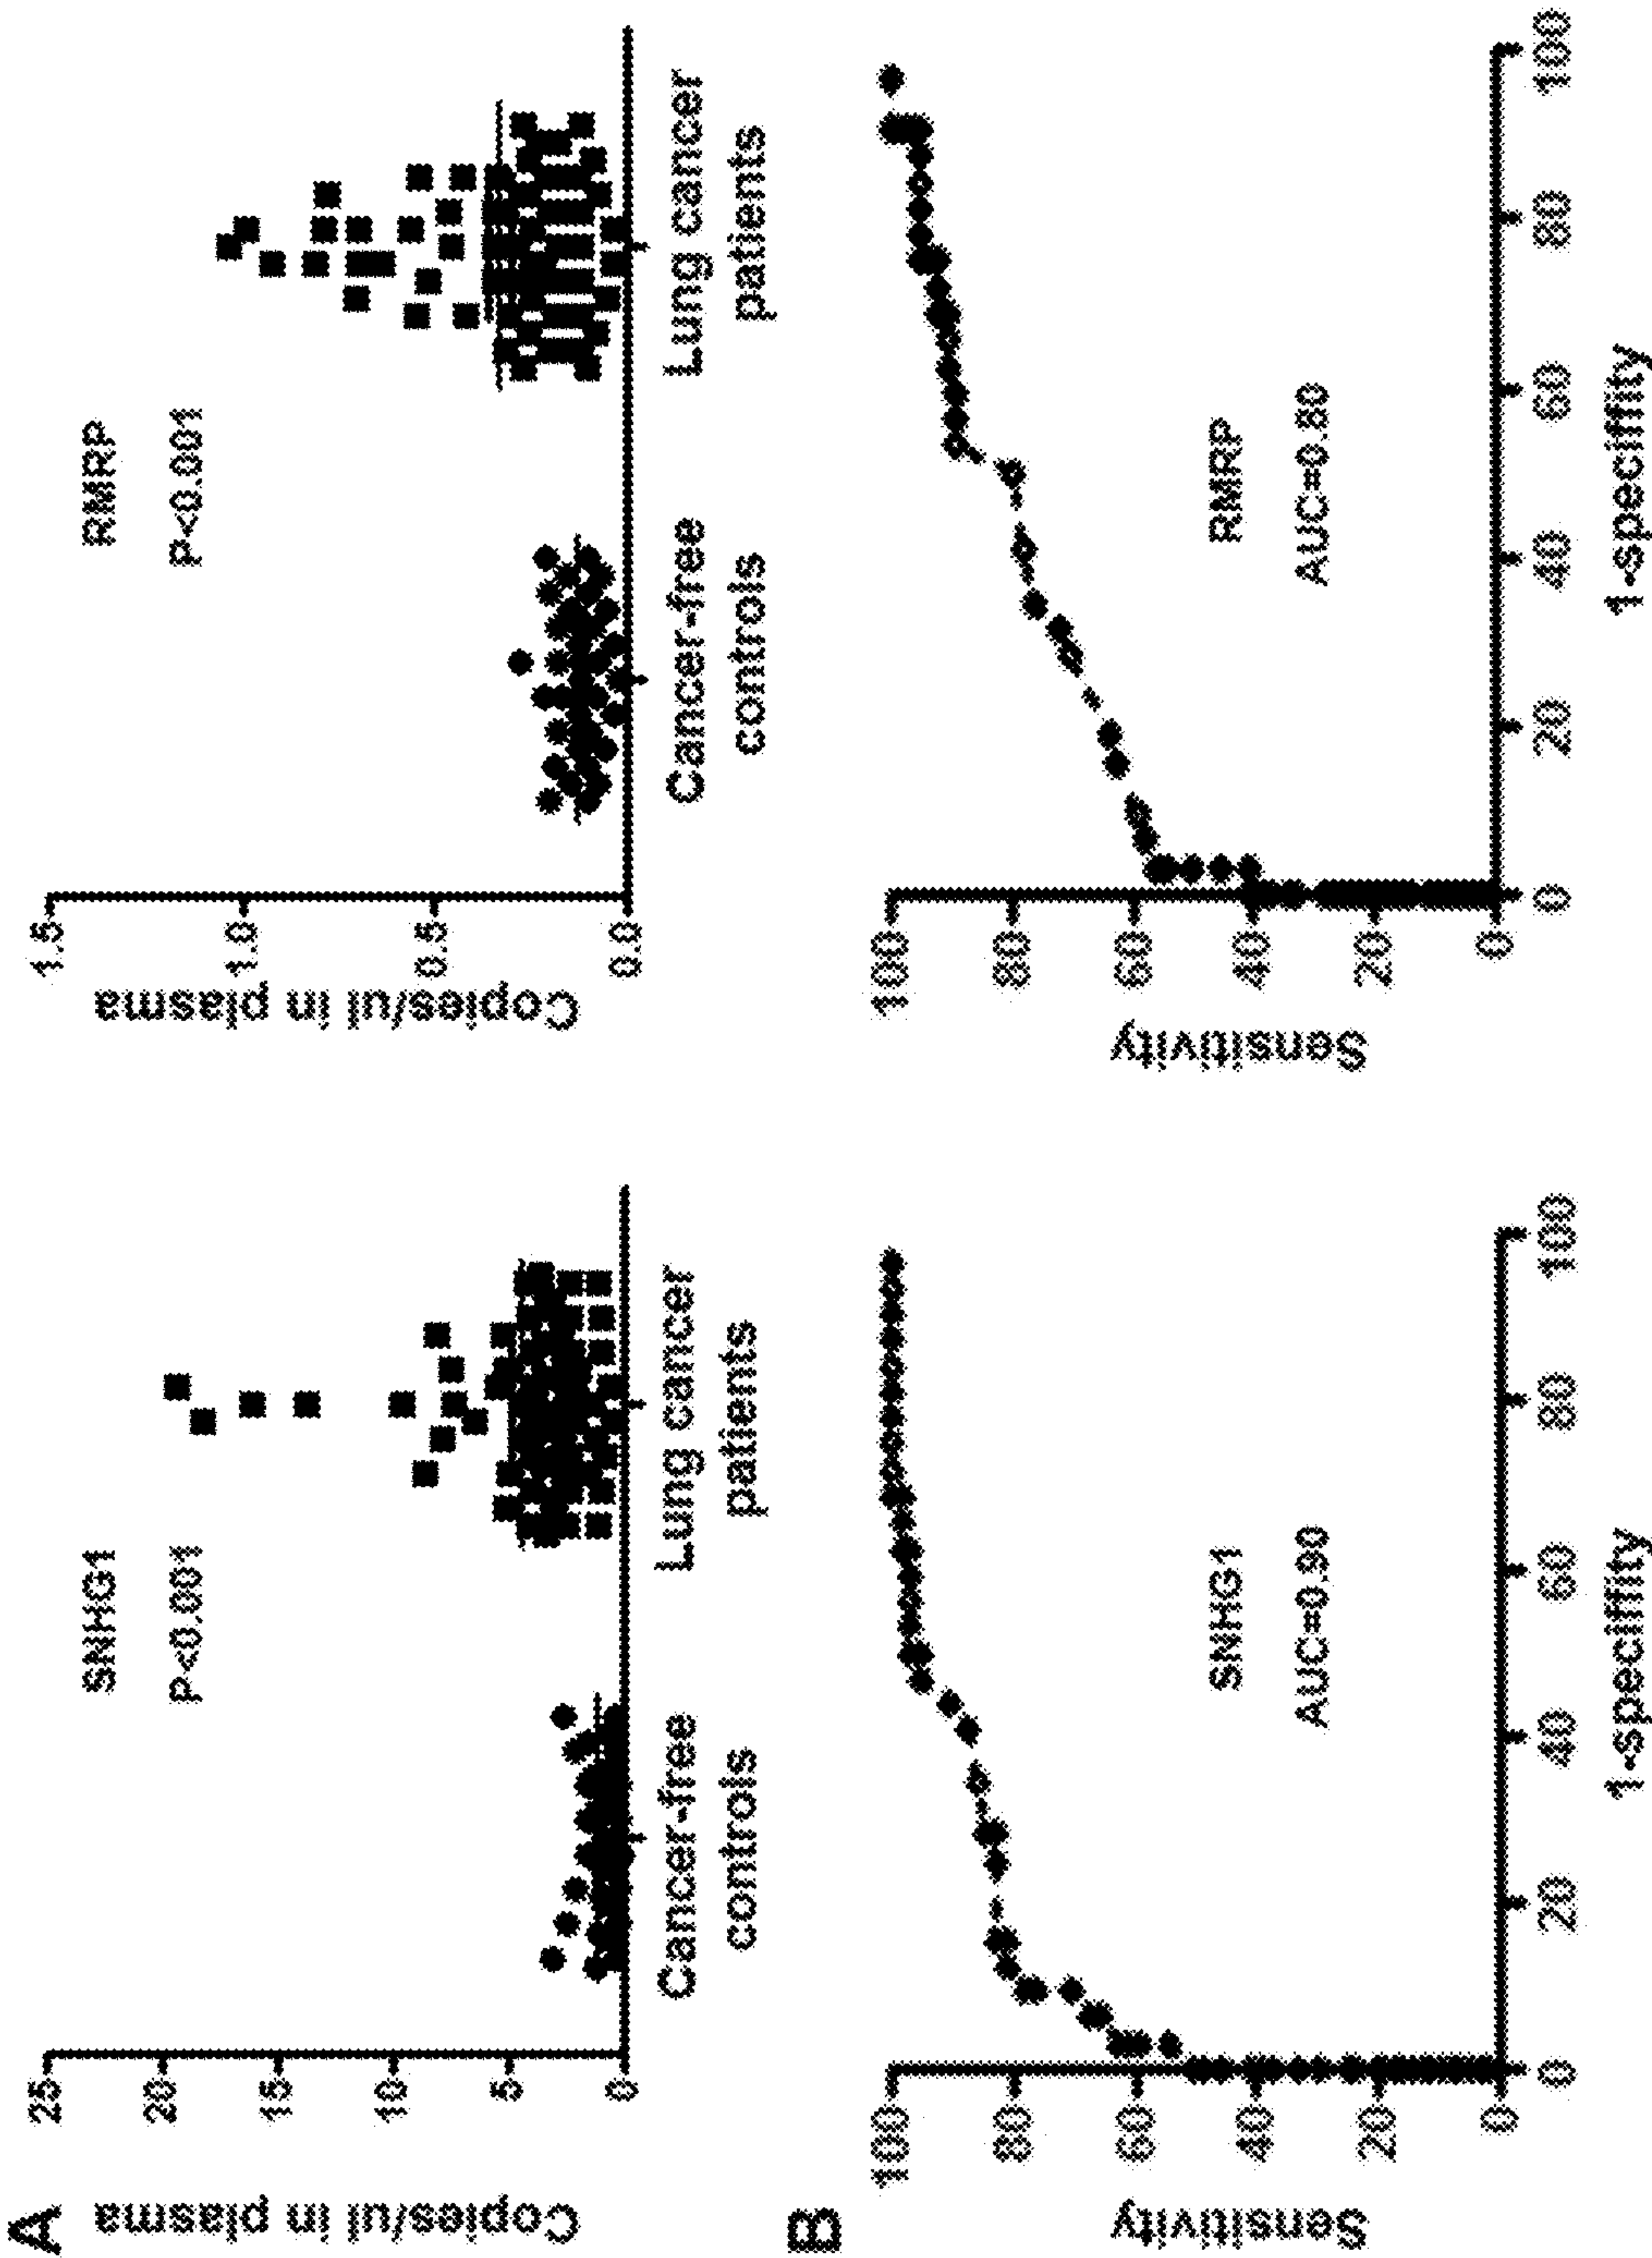 A
Copies/ul in plasma
25
20
15
10
5
0
SNHG1
P<0.001
Cancer-free
controls
Lung cancer
patients
Copies/ul in plasma
1.5
1.0
0.5
0.0
RMRP
P<0.001
Cancer-free
controls
Lung cancer
patients
B
Sensitivity
100
80
60
40
20
0
SNHG1
AUC=0.90
0 20 40 60 80 100
1-speciffity
Sensitivity
100
80
60
40
20
0
RMRP
AUC=0.80
0 20 40 60 80 100
1-speciffity